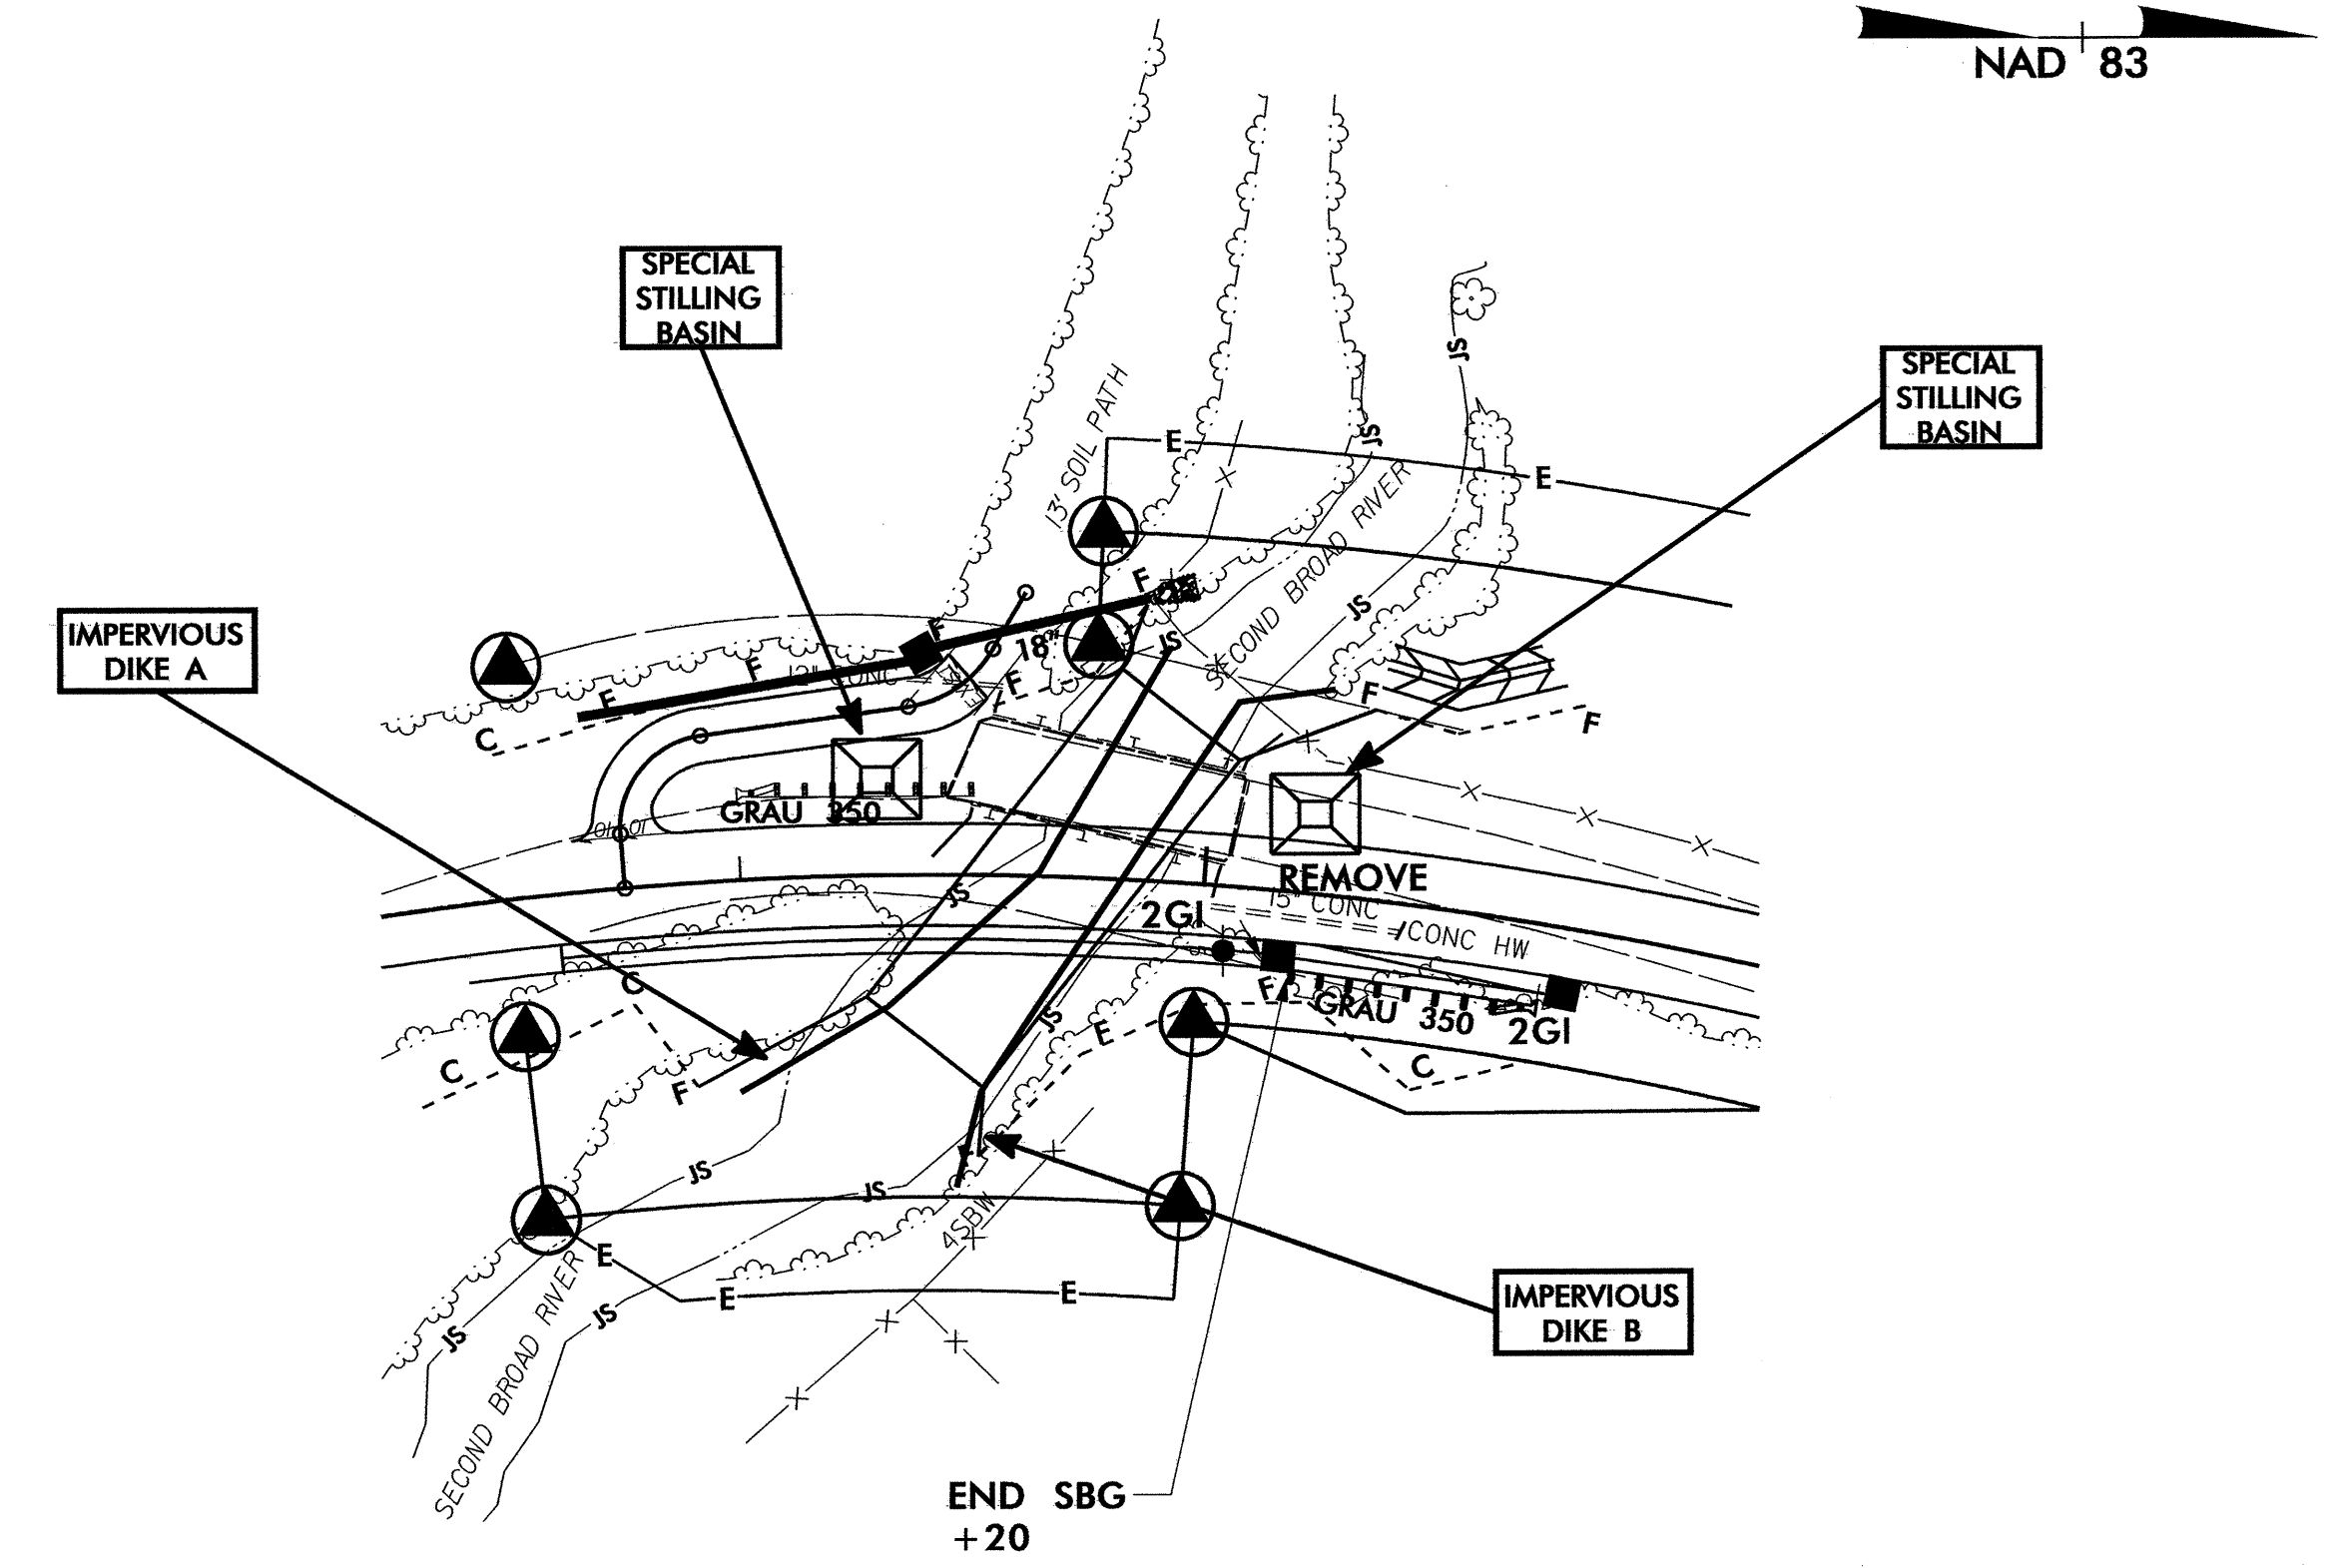 NAD 83
SPECIAL
STILLING
BASIN
SPECIAL
STILLING
BASIN
JS
JS
13' SOIL PATH
E
E
SECOND BROAD RIVER
JS
IMPERVIOUS
DIKE A
F
F
18"
JS
F
F
12" CONC
F
F
F
C
GRAU 350
REMOVE
JS
15" CONC
2GI
CONC HW
C
F
GRAU 350
2GI
JS
E
C
C
F
JS
JS
4SBW
E
E
E
JS
JS
SECOND BROAD RIVER
IMPERVIOUS
DIKE B
END SBG
+20